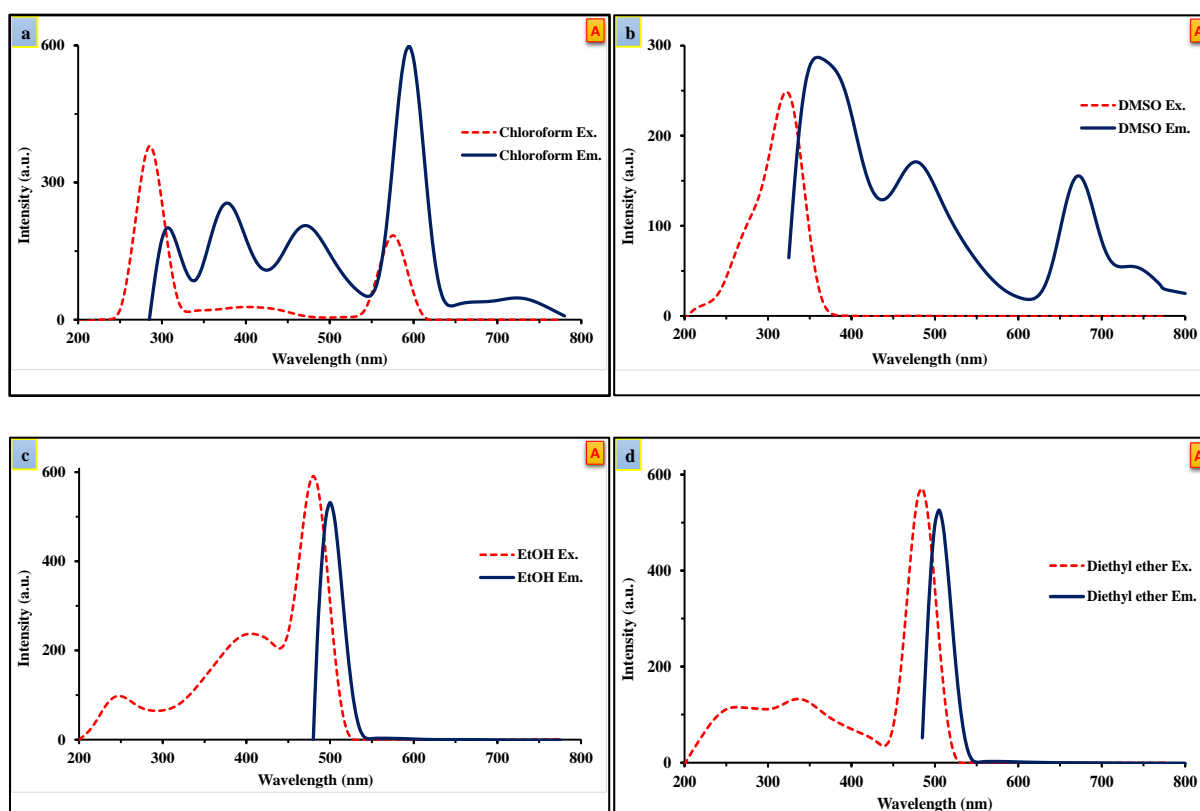 a
A
600
300
0
Intensity (a.u.)
Chloroform Ex.
Chloroform Em.
200 300 400 500 600 700 800
Wavelength (nm)
b
A
300
200
100
0
Intensity (a.u.)
DMSO Ex.
DMSO Em.
200 300 400 500 600 700 800
Wavelength (nm)
c
A
600
400
200
0
Intensity (a.u.)
EtOH Ex.
EtOH Em.
200 300 400 500 600 700 800
Wavelength (nm)
d
A
600
400
200
0
Intensity (a.u.)
Diethyl ether Ex.
Diethyl ether Em.
200 300 400 500 600 700 800
Wavelength (nm)